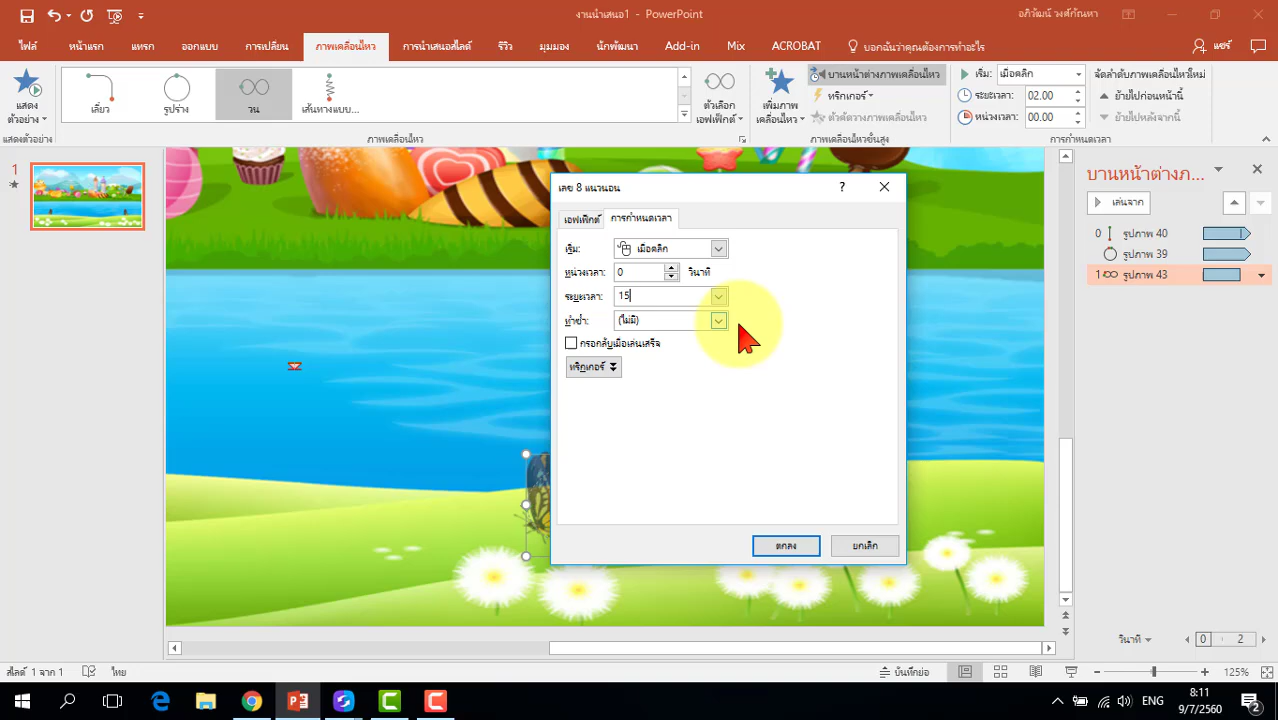 งานนำเสนอ1 - PowerPoint
อภิวัฒน์ วงศ์กัณหา
ไฟล์ หน้าแรก แทรก ออกแบบ การเปลี่ยน ภาพเคลื่อนไหว การนำเสนอสไลด์ รีวิว มุมมอง นักพัฒนา Add-in Mix ACROBAT บอกฉันว่าคุณต้องการทำอะไร แชร์
แสดงตัวอย่าง
เลี้ยว รูปร่าง วน เส้นทางแบบ...
ตัวเลือกเอฟเฟ็กต์
เพิ่มภาพเคลื่อนไหว
บานหน้าต่างภาพเคลื่อนไหว
ทริกเกอร์
ตัวคัดวางภาพเคลื่อนไหว
เริ่ม: เมื่อคลิก
ระยะเวลา: 02.00
หน่วงเวลา: 00.00
จัดลำดับภาพเคลื่อนไหวใหม่
ย้ายไปก่อนหน้านี้
ย้ายไปหลังจากนี้
แสดงตัวอย่าง ภาพเคลื่อนไหว ภาพเคลื่อนไหวขั้นสูง การกำหนดเวลา
1
เลข 8 แนวนอน
?
เอฟเฟ็กต์ การกำหนดเวลา
เริ่ม: เมื่อคลิก
หน่วงเวลา: 0 วินาที
ระยะเวลา: 15
ทำซ้ำ: (ไม่มี)
กรอกลับเมื่อเล่นเสร็จ
ทริกเกอร์
ตกลง ยกเลิก
บานหน้าต่างภ...
เล่นจาก
0 รูปภาพ 40
รูปภาพ 39
1 รูปภาพ 43
วินาที 0 2
สไลด์ 1 จาก 1 ไทย บันทึกย่อ 125%
ENG 8:11
9/7/2560 2